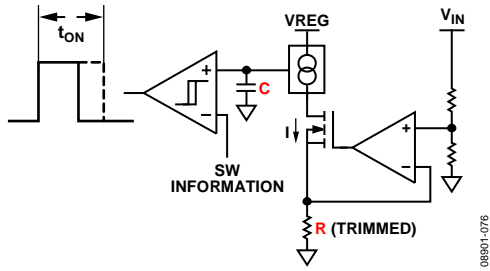 tON
VREG
VIN
+
C
−
I
+
−
SW
INFORMATION
R (TRIMMED)
08901-076